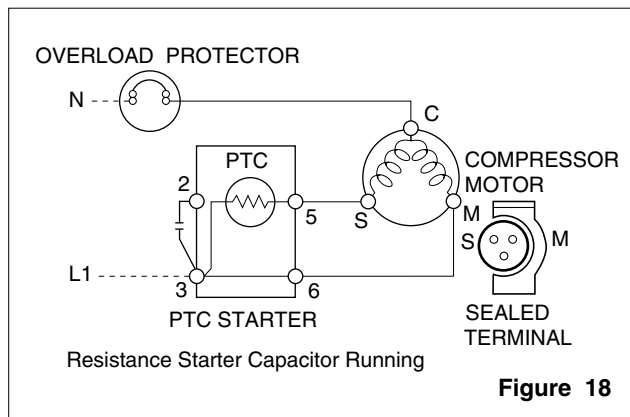 OVERLOAD PROTECTOR
N
C
PTC
COMPRESSOR
MOTOR
2
5
S
M
S
M
L1
3
6
PTC STARTER
SEALED
TERMINAL
Resistance Starter Capacitor Running
Figure 18